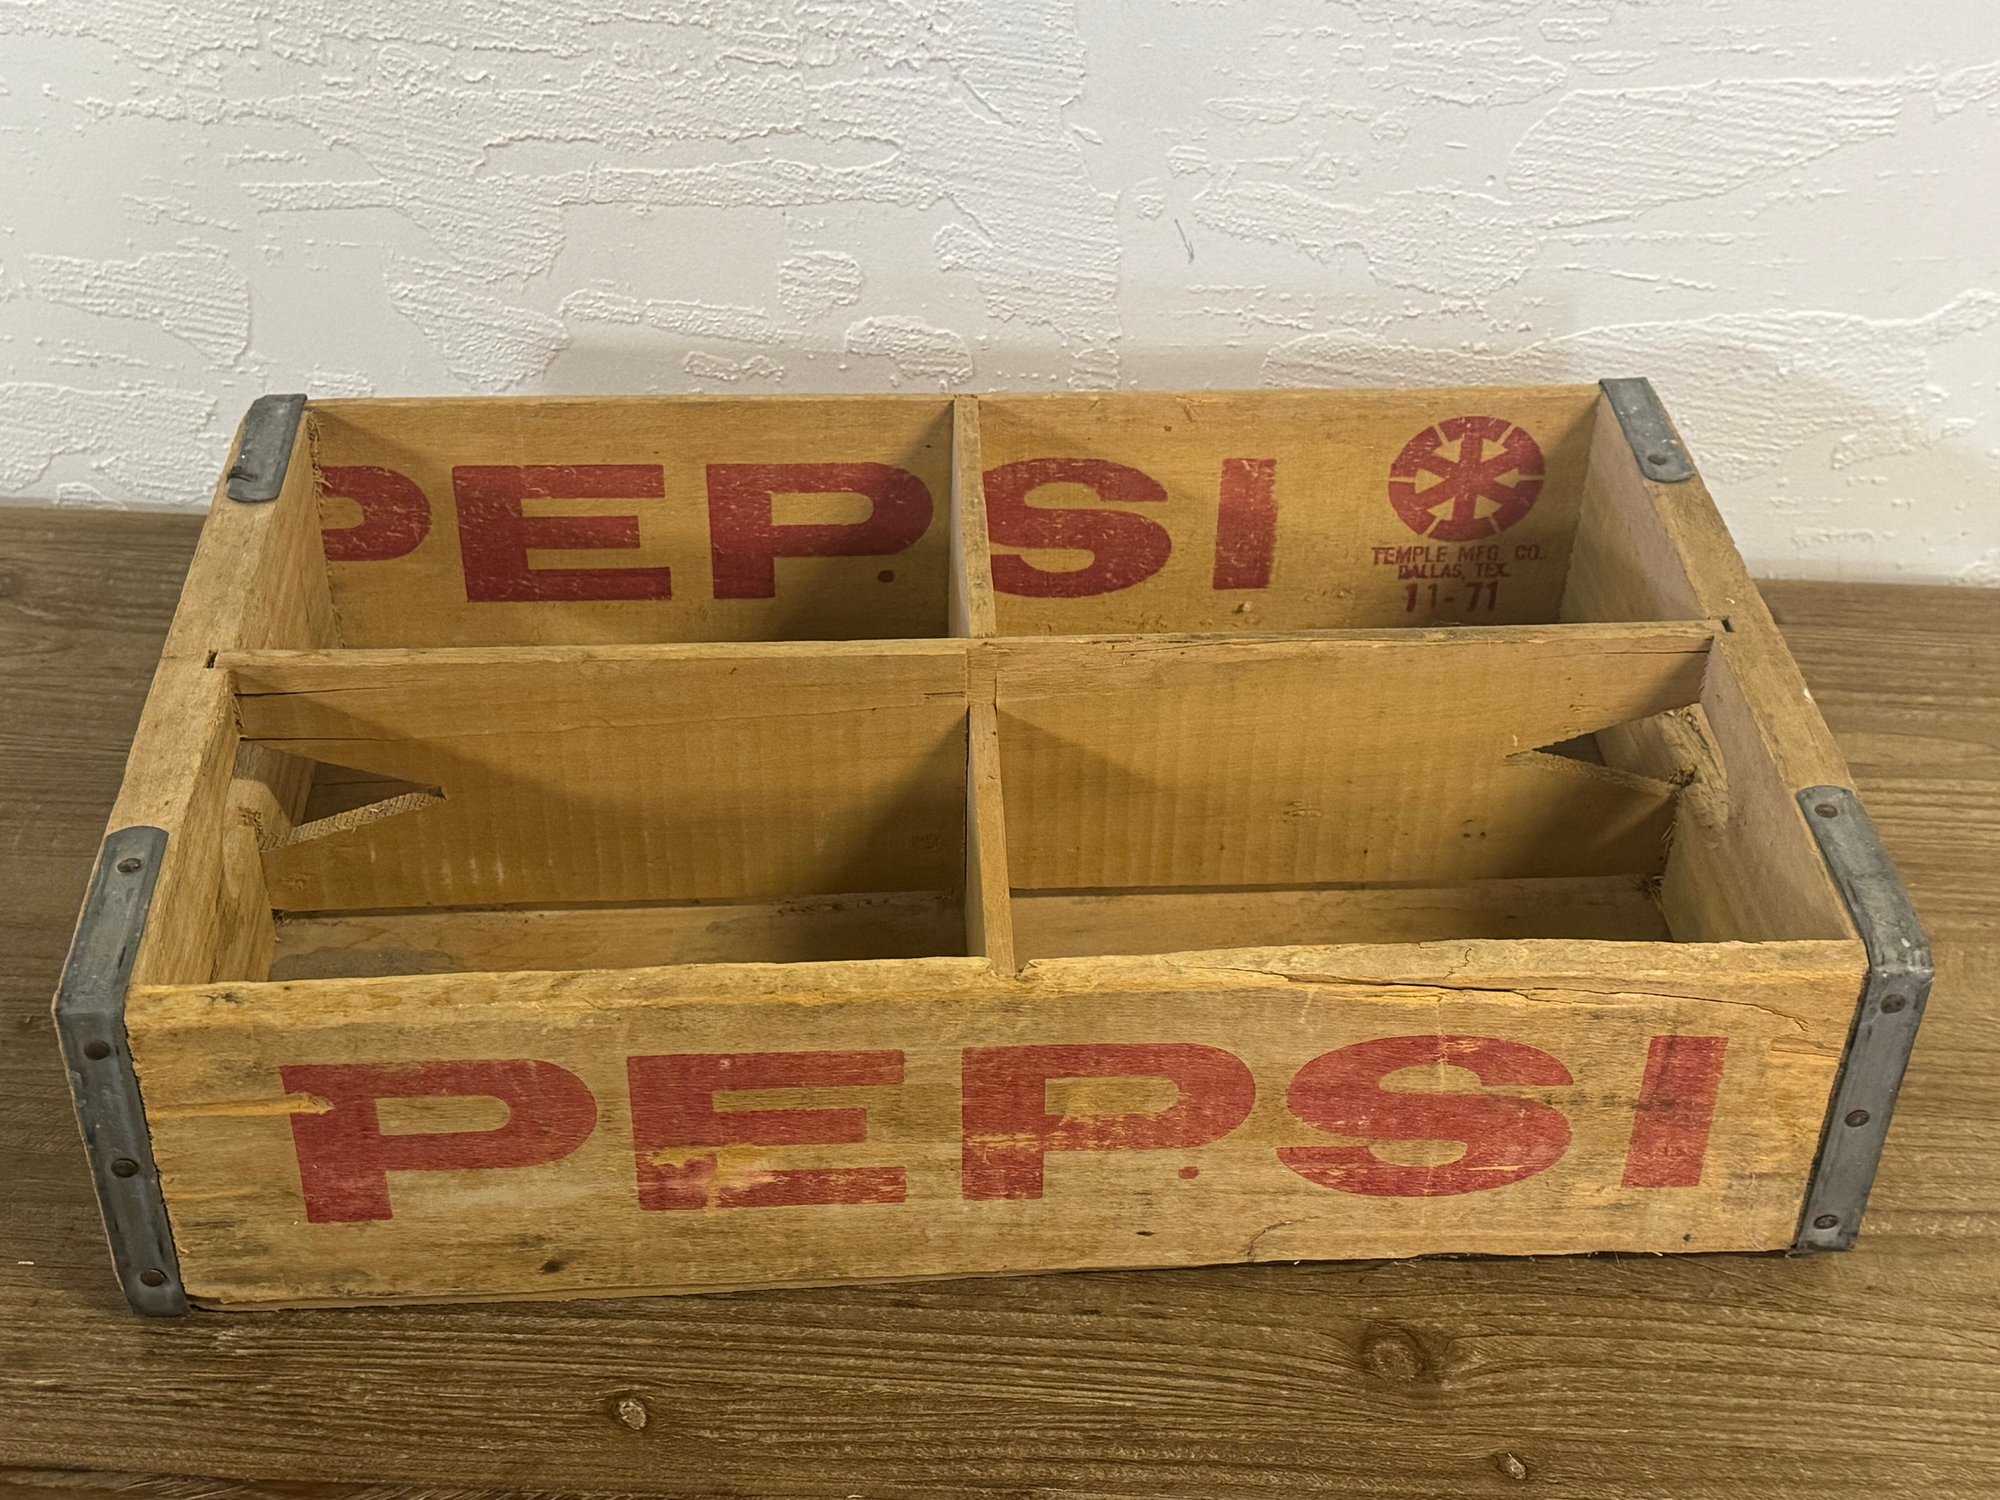 PEPSI
TEMPLE MFG. CO.
DALLAS, TEX.
11-71
PEPSI